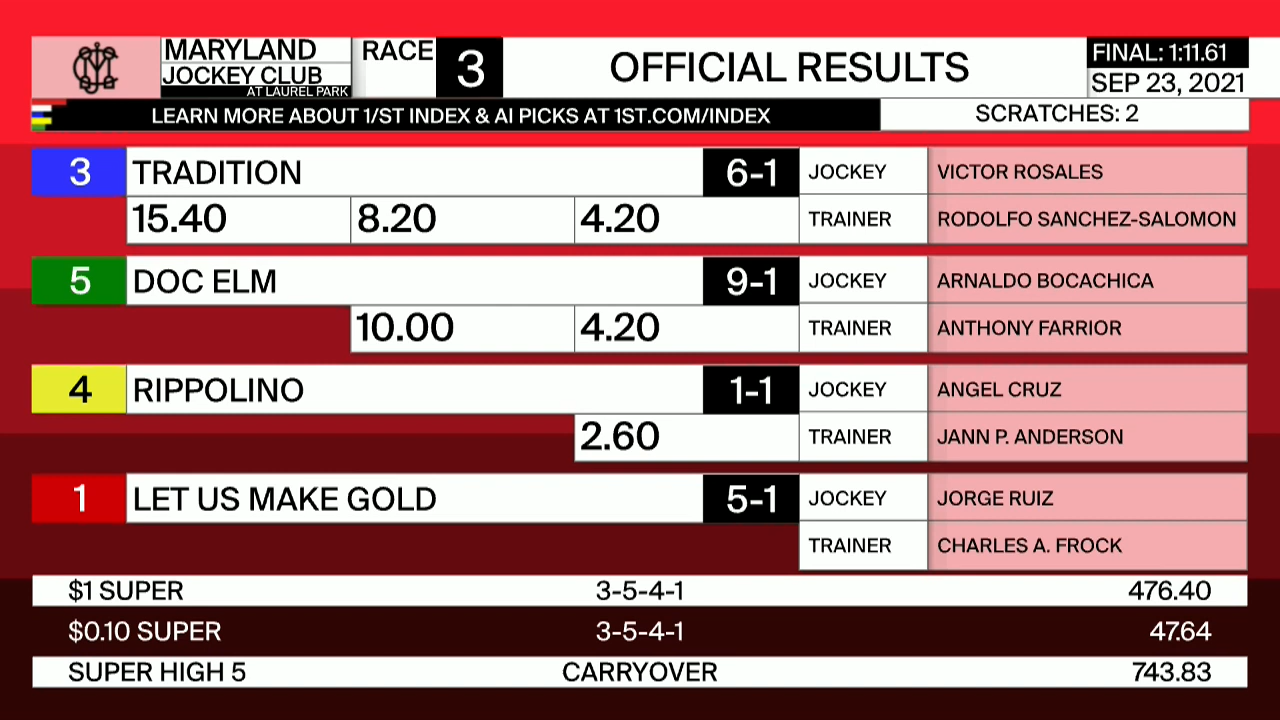 MARYLAND
JOCKEY CLUB
AT LAUREL PARK
RACE 3
OFFICIAL RESULTS
FINAL: 1:11.61
SEP 23, 2021
LEARN MORE ABOUT 1/ST INDEX & AI PICKS AT 1ST.COM/INDEX
SCRATCHES: 2
3 TRADITION 6-1 JOCKEY VICTOR ROSALES
15.40 8.20 4.20 TRAINER RODOLFO SANCHEZ-SALOMON
5 DOC ELM 9-1 JOCKEY ARNALDO BOCACHICA
10.00 4.20 TRAINER ANTHONY FARRIOR
4 RIPPOLINO 1-1 JOCKEY ANGEL CRUZ
2.60 TRAINER JANN P. ANDERSON
1 LET US MAKE GOLD 5-1 JOCKEY JORGE RUIZ
TRAINER CHARLES A. FROCK
$1 SUPER 3-5-4-1 476.40
$0.10 SUPER 3-5-4-1 47.64
SUPER HIGH 5 CARRYOVER 743.83